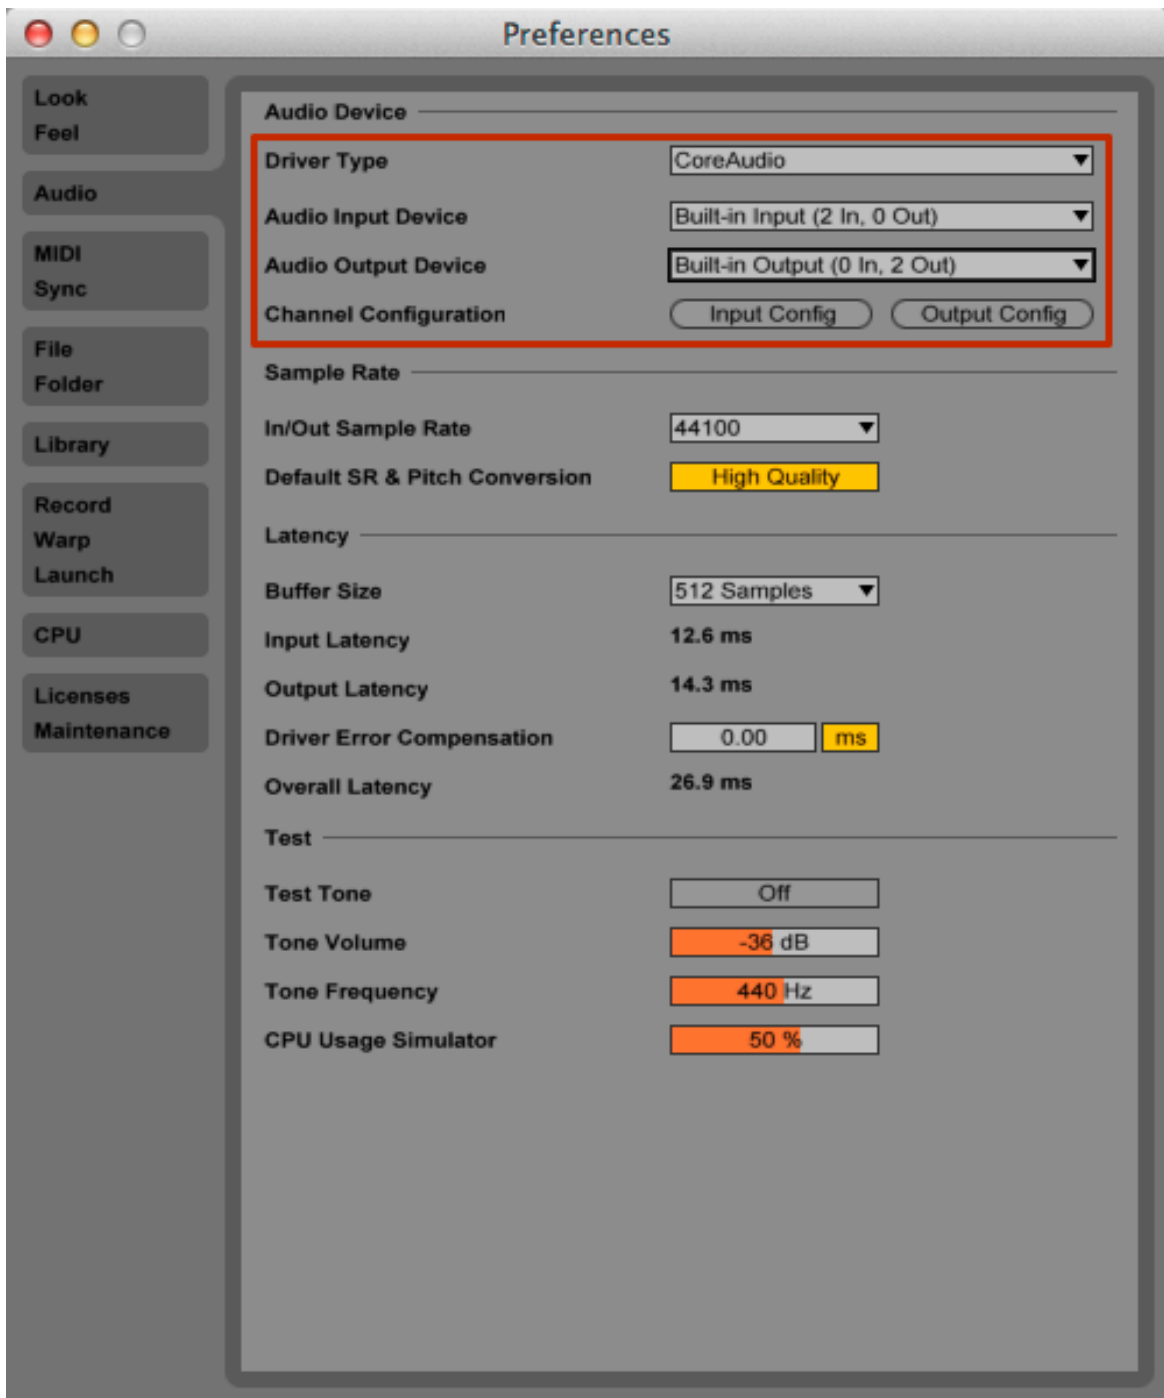 Preferences
Look
Feel
Audio
MIDI
Sync
File
Folder
Library
Record
Warp
Launch
CPU
Licenses
Maintenance
Audio Device
Driver Type CoreAudio
Audio Input Device Built-in Input (2 In, 0 Out)
Audio Output Device Built-in Output (0 In, 2 Out)
Channel Configuration Input Config Output Config
Sample Rate
In/Out Sample Rate 44100
Default SR & Pitch Conversion High Quality
Latency
Buffer Size 512 Samples
Input Latency 12.6 ms
Output Latency 14.3 ms
Driver Error Compensation 0.00 ms
Overall Latency 26.9 ms
Test
Test Tone Off
Tone Volume -36 dB
Tone Frequency 440 Hz
CPU Usage Simulator 50 %